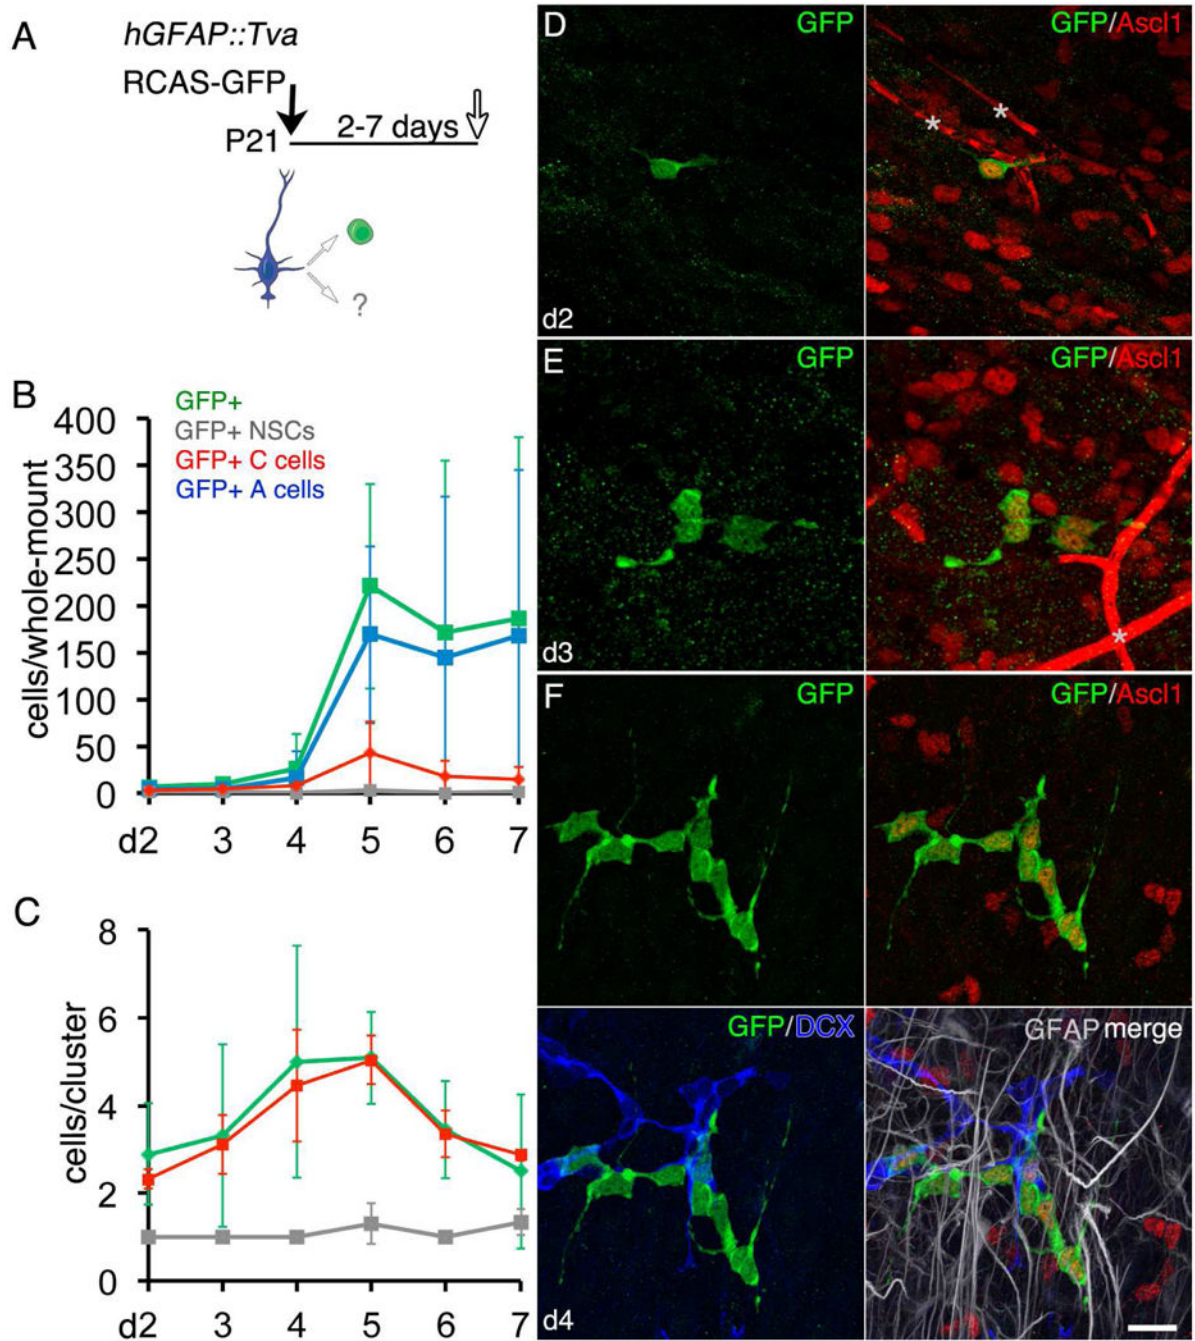 A
hGFAP::Tva
RCAS-GFP
P21
2-7 days
?
B
GFP+
GFP+ NSCs
GFP+ C cells
GFP+ A cells
cells/whole-mount
400
350
300
250
200
150
100
50
0
d2 3 4 5 6 7
C
cells/cluster
8
6
4
2
0
d2 3 4 5 6 7
D GFP
GFP/Ascl1
* *
d2
E GFP
GFP/Ascl1
*
d3
F GFP
GFP/Ascl1
GFP/DCX
GFAP merge
d4